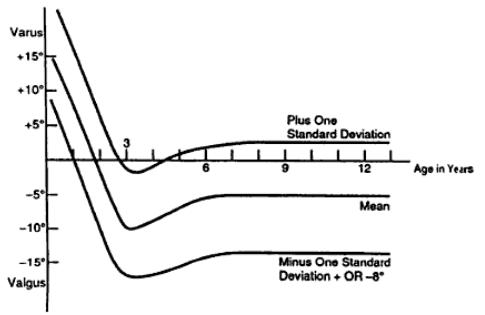 Varus
+15°
+10°
+5°
3
6
9
12
Age in Years
Plus One
Standard Deviation
−5°
Mean
−10°
−15°
Minus One Standard
Deviation + OR −8°
Valgus